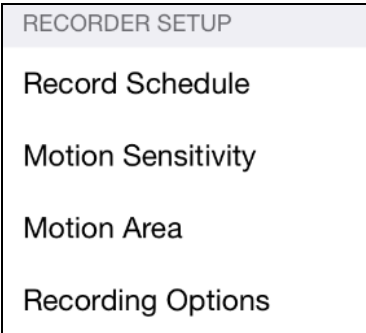 RECORDER SETUP
Record Schedule
Motion Sensitivity
Motion Area
Recording Options